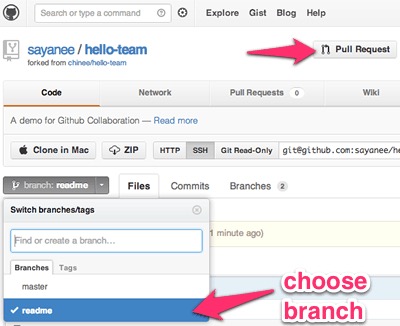 Search or type a command
Explore Gist Blog Help
sayanee / hello-team
forked from chinee/hello-team
Pull Request
Code Network Pull Requests 0 Wiki
A demo for Github Collaboration — Read more
Clone in Mac ZIP HTTP SSH Git Read-Only git@github.com:sayanee/he
branch: readme Files Commits Branches 2
Switch branches/tags
1 minute ago)
Find or create a branch…
Branches Tags
master
readme
choose
branch